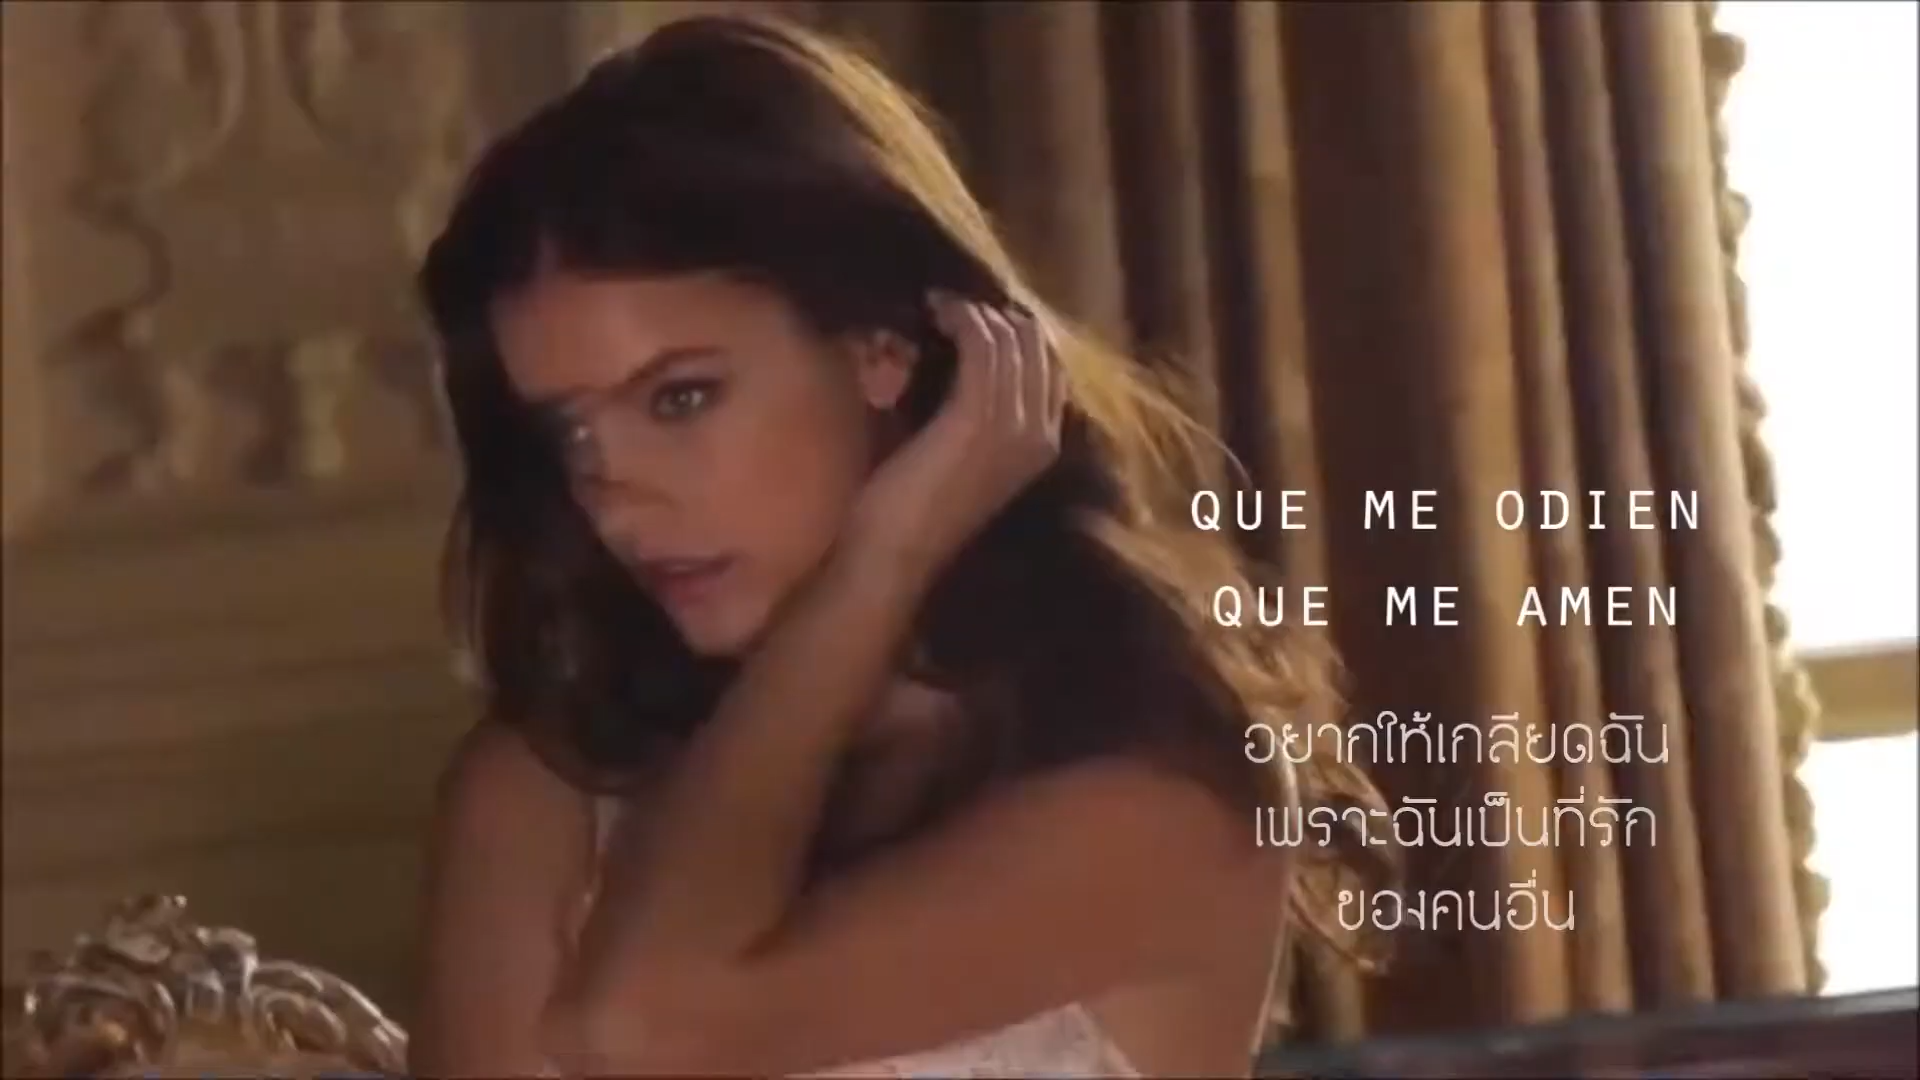 QUE ME ODIEN
QUE ME AMEN
อยากให้เกลียดฉัน
เพราะฉันเป็นที่รัก
ของคนอื่น